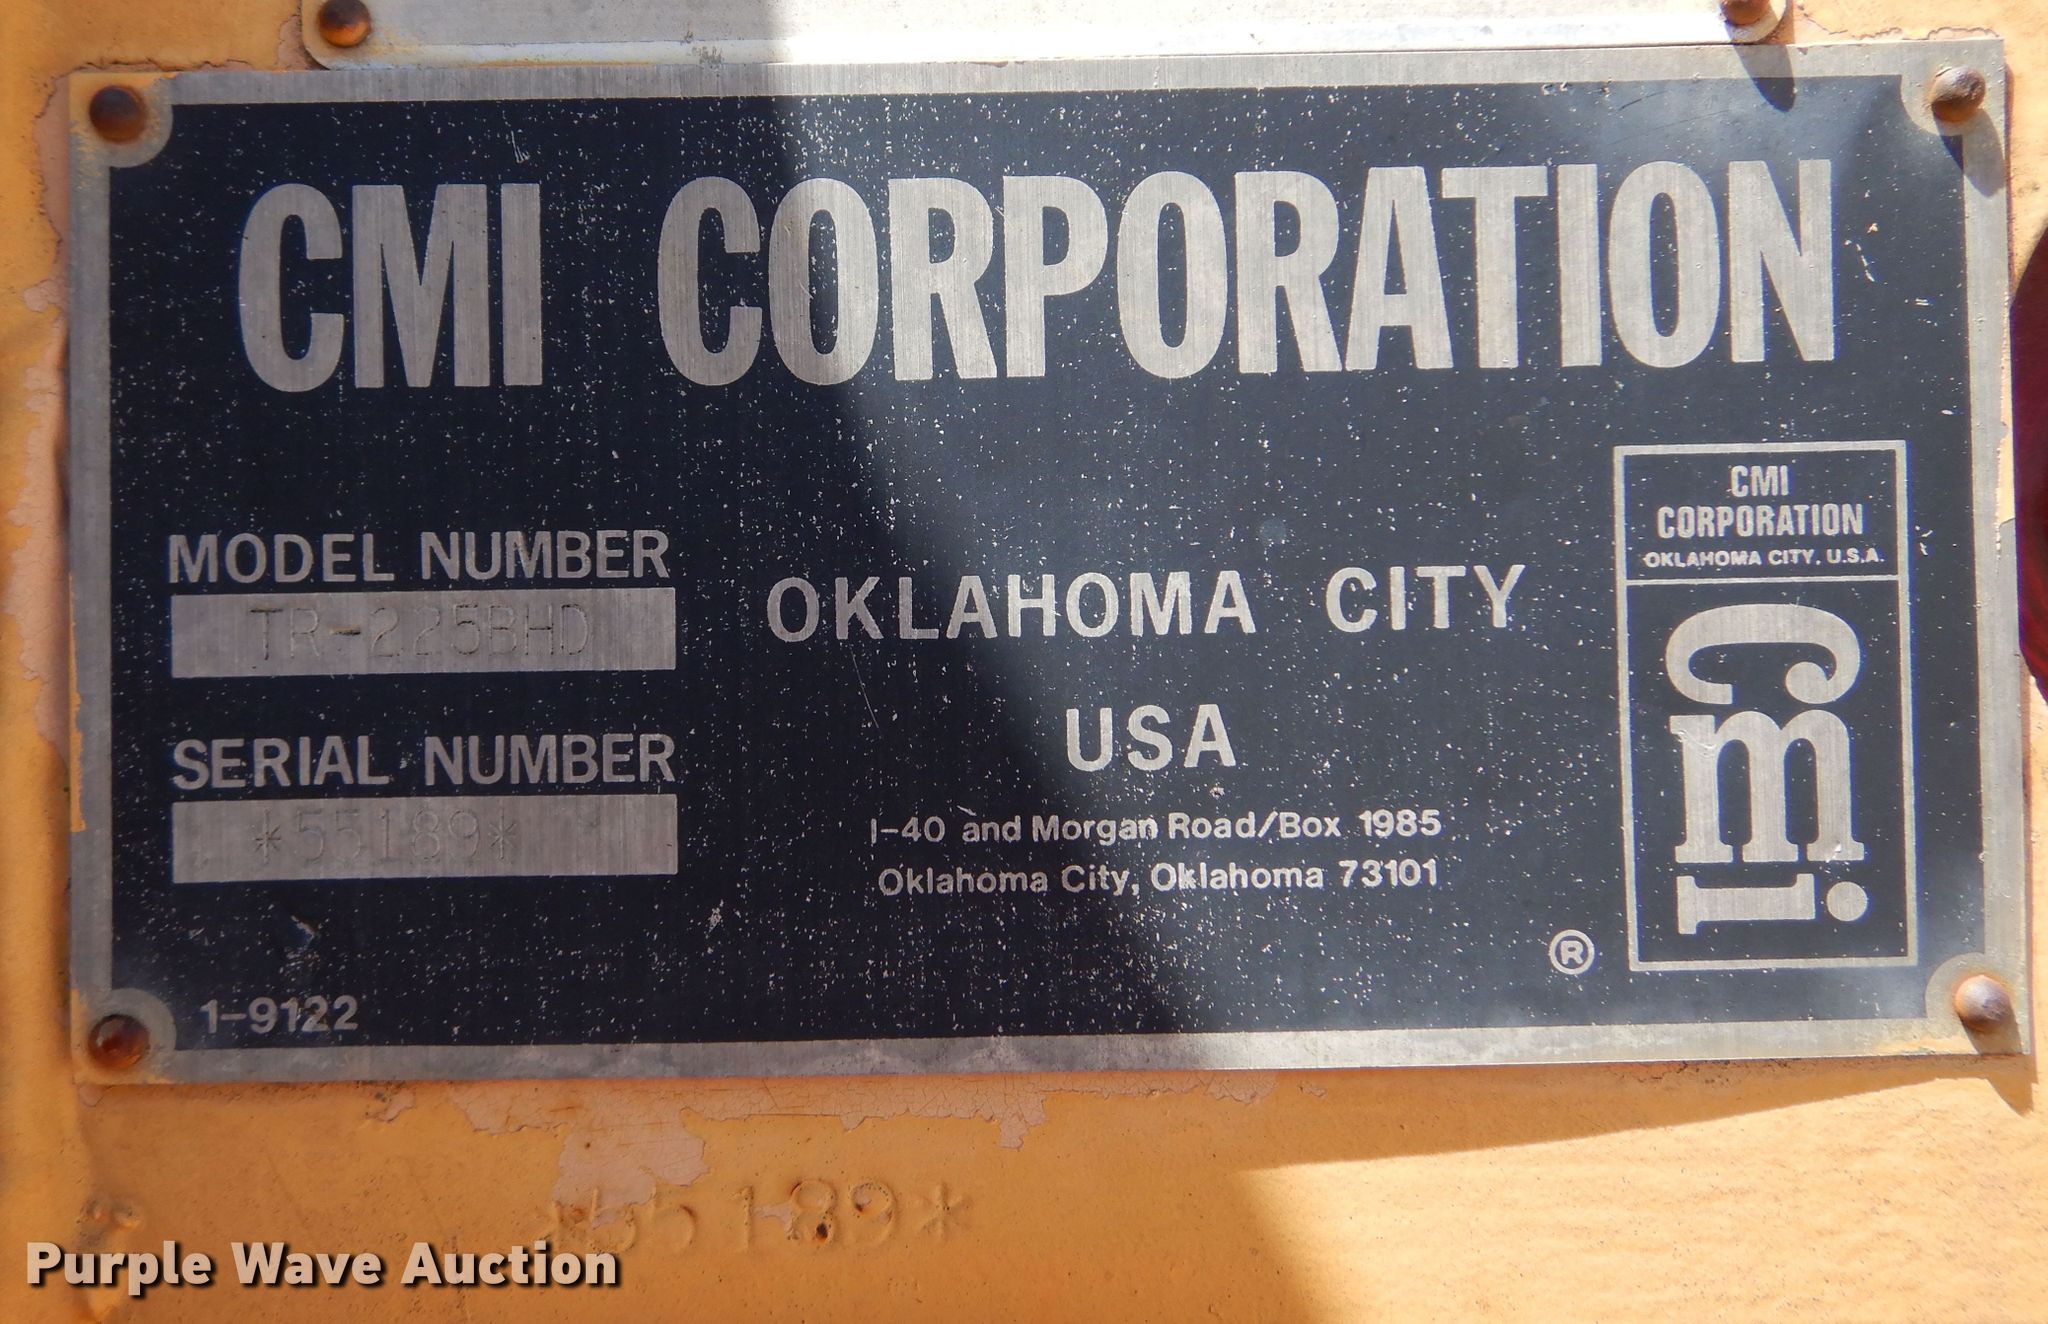 CMI CORPORATION
MODEL NUMBER
TR-225BHD
SERIAL NUMBER
*55189*
OKLAHOMA CITY
USA
I-40 and Morgan Road/Box 1985
Oklahoma City, Oklahoma 73101
CMI
CORPORATION
OKLAHOMA CITY, U.S.A.
cmi
®
1-9122
*55189*
Purple Wave Auction